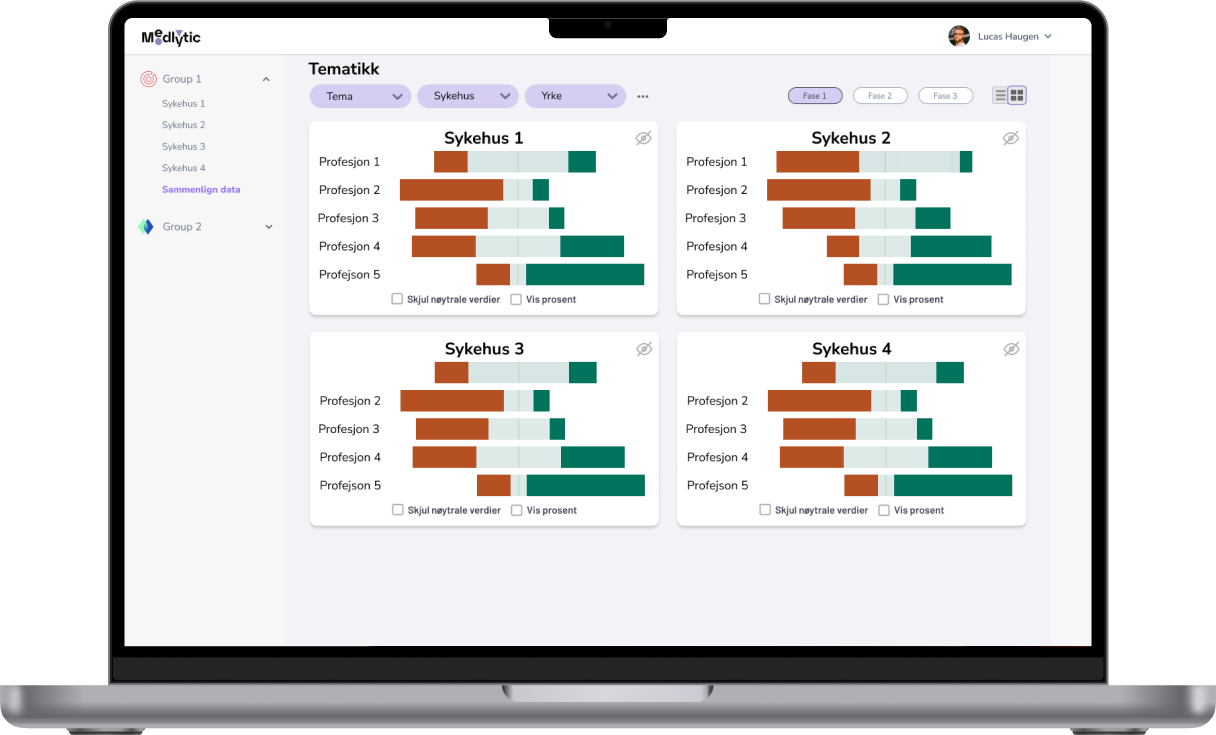 Medlytic
Lucas Haugen
Group 1
Sykehus 1
Sykehus 2
Sykehus 3
Sykehus 4
Sammenlign data
Group 2
Tematikk
Tema
Sykehus
Yrke
Fase 1
Fase 2
Fase 3
Sykehus 1
Profesjon 1
Profesjon 2
Profesjon 3
Profesjon 4
Profejson 5
Skjul nøytrale verdier
Vis prosent
Sykehus 2
Profesjon 1
Profesjon 2
Profesjon 3
Profesjon 4
Profejson 5
Skjul nøytrale verdier
Vis prosent
Sykehus 3
Profesjon 2
Profesjon 3
Profesjon 4
Profejson 5
Skjul nøytrale verdier
Vis prosent
Sykehus 4
Profesjon 2
Profesjon 3
Profesjon 4
Profejson 5
Skjul nøytrale verdier
Vis prosent